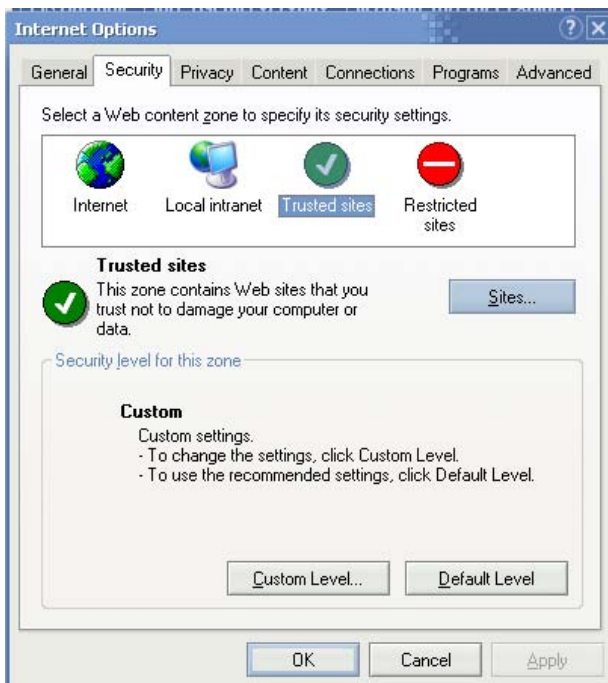 Internet Options
General Security Privacy Content Connections Programs Advanced
Select a Web content zone to specify its security settings.
Internet Local intranet Trusted sites Restricted sites
Trusted sites
This zone contains Web sites that you
trust not to damage your computer or
data.
Sites...
Security level for this zone
Custom
Custom settings.
- To change the settings, click Custom Level.
- To use the recommended settings, click Default Level.
Custom Level... Default Level
OK Cancel Apply